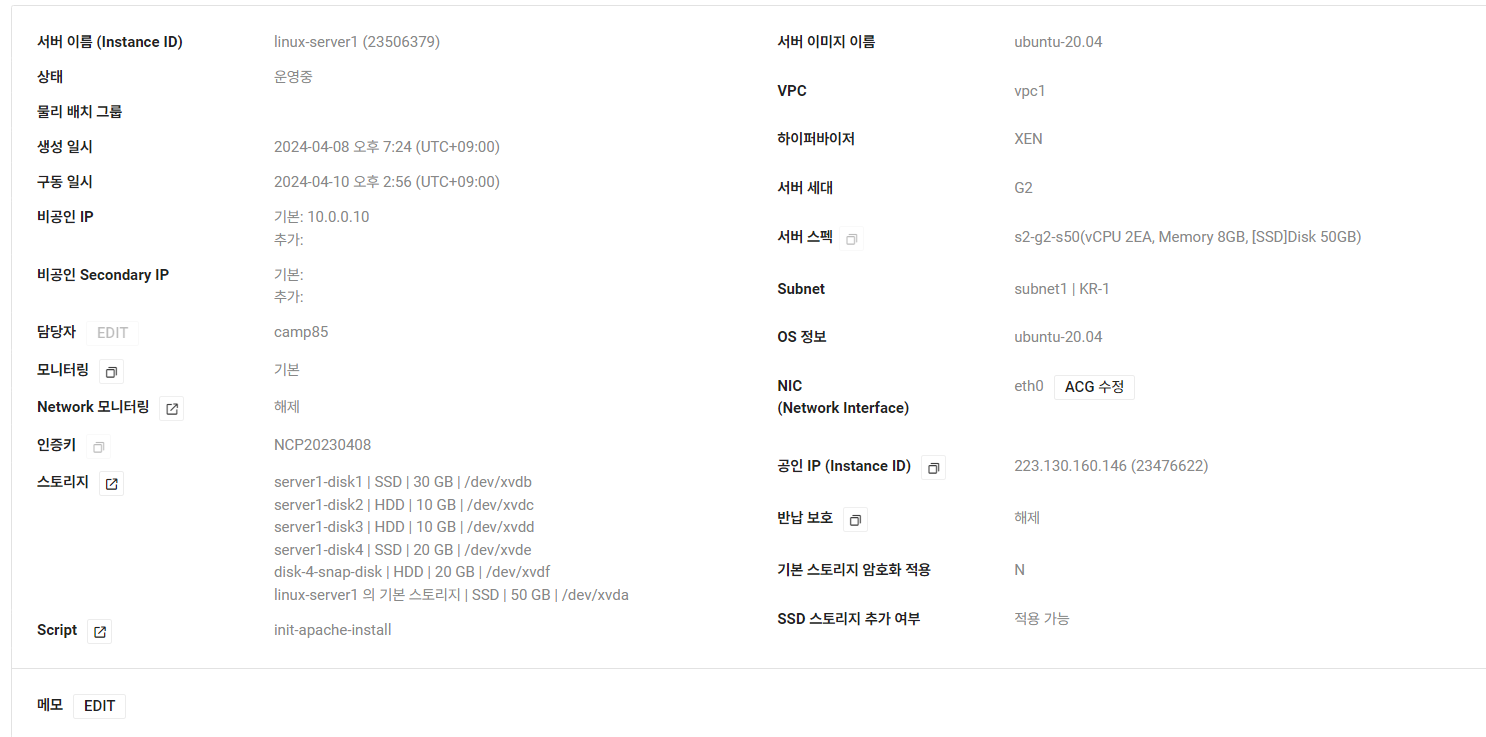 서버 이름 (Instance ID) linux-server1 (23506379)
상태 운영중
물리 배치 그룹
생성 일시 2024-04-08 오후 7:24 (UTC+09:00)
구동 일시 2024-04-10 오후 2:56 (UTC+09:00)
비공인 IP 기본: 10.0.0.10
추가:
비공인 Secondary IP 기본:
추가:
담당자 EDIT camp85
모니터링 기본
Network 모니터링 해제
인증키 NCP20230408
스토리지 server1-disk1 | SSD | 30 GB | /dev/xvdb
server1-disk2 | HDD | 10 GB | /dev/xvdc
server1-disk3 | HDD | 10 GB | /dev/xvdd
server1-disk4 | SSD | 20 GB | /dev/xvde
disk-4-snap-disk | HDD | 20 GB | /dev/xvdf
linux-server1 의 기본 스토리지 | SSD | 50 GB | /dev/xvda
Script init-apache-install
서버 이미지 이름 ubuntu-20.04
VPC vpc1
하이퍼바이저 XEN
서버 세대 G2
서버 스펙 s2-g2-s50(vCPU 2EA, Memory 8GB, [SSD]Disk 50GB)
Subnet subnet1 | KR-1
OS 정보 ubuntu-20.04
NIC eth0 ACG 수정
(Network Interface)
공인 IP (Instance ID) 223.130.160.146 (23476622)
반납 보호 해제
기본 스토리지 암호화 적용 N
SSD 스토리지 추가 여부 적용 가능
메모 EDIT